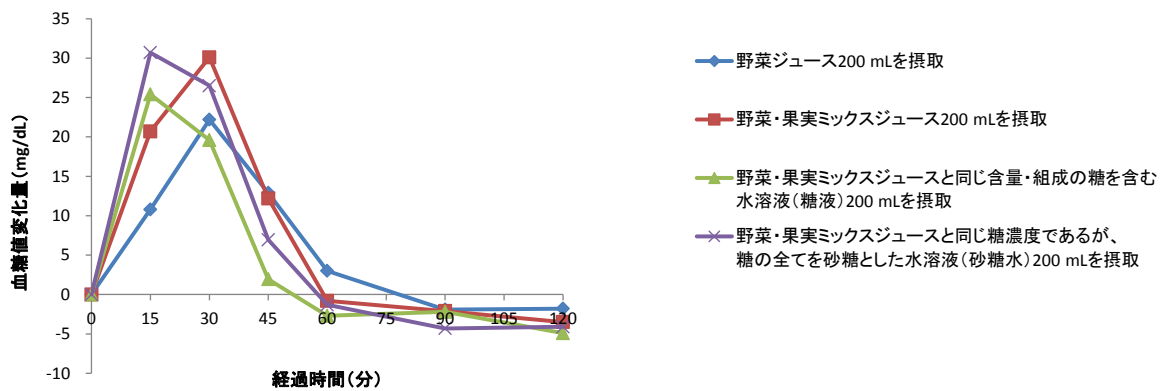 35
30
25
20
15
10
5
0
-5
-10
血糖値変化量(mg/dL)
0
15
30
45
60
75
90
105
120
経過時間(分)
野菜ジュース200 mLを摂取
野菜・果実ミックスジュース200 mLを摂取
野菜・果実ミックスジュースと同じ含量・組成の糖を含む
水溶液(糖液)200 mLを摂取
野菜・果実ミックスジュースと同じ糖濃度であるが、
糖の全てを砂糖とした水溶液(砂糖水)200 mLを摂取